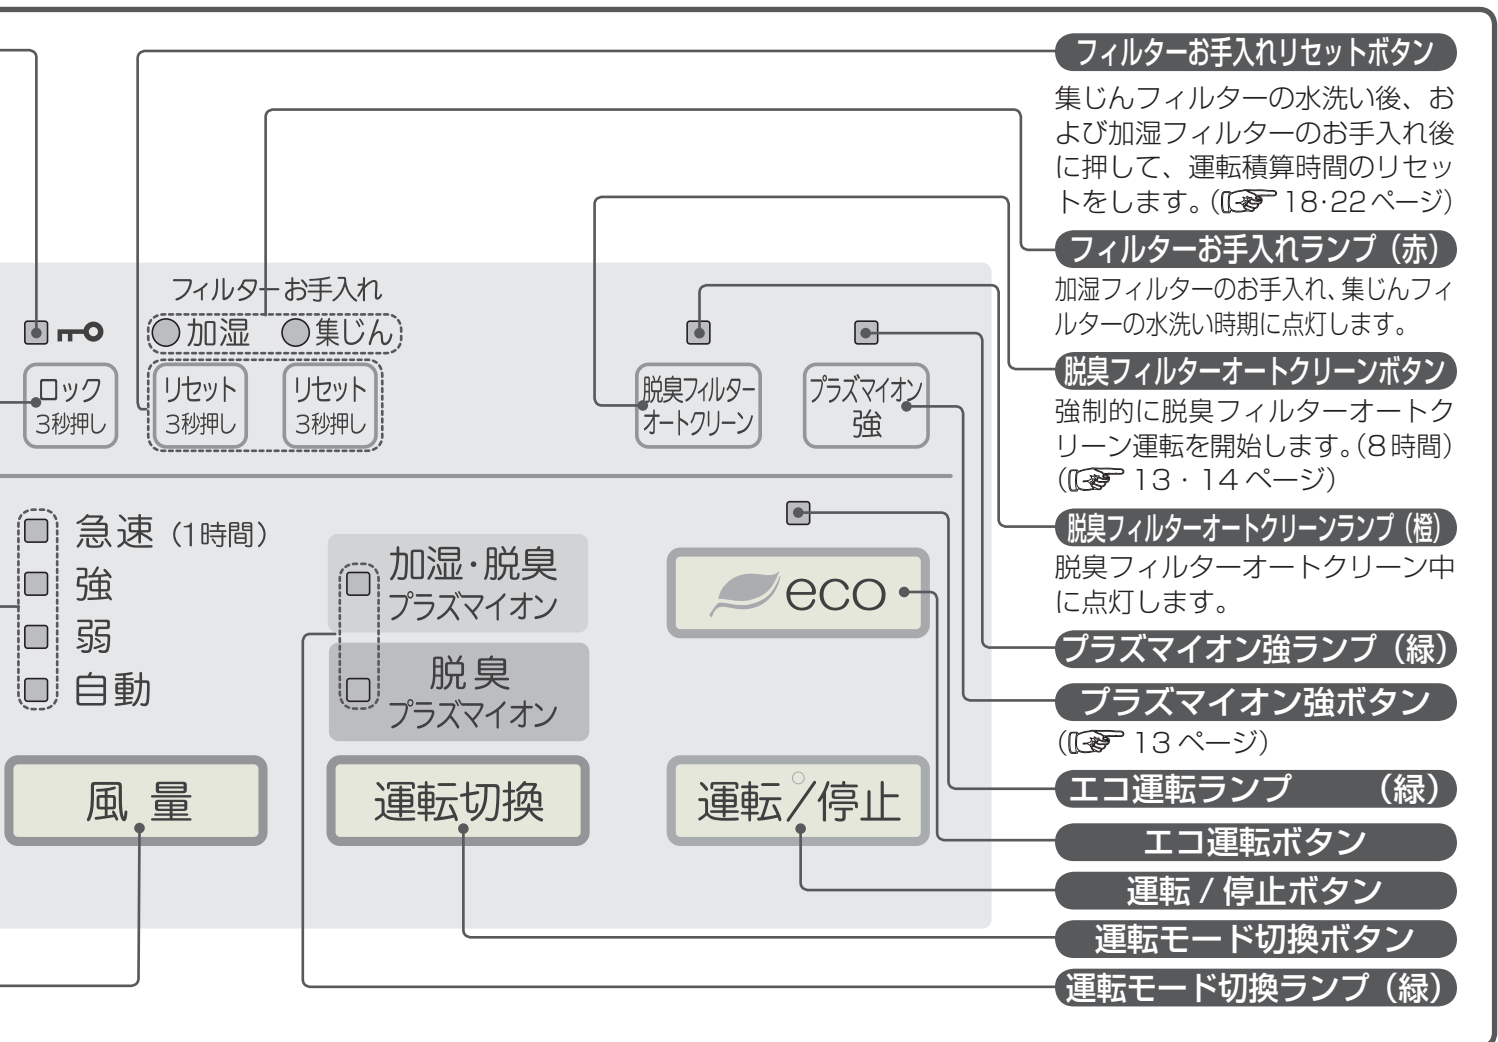 フィルターお手入れ
加湿 集じん
ロック
3秒押し
リセット
3秒押し
リセット
3秒押し
脱臭フィルター
オートクリーン
プラズマイオン
強
急速（1時間）
強
弱
自動
加湿・脱臭
プラズマイオン
脱臭
プラズマイオン
eco
風量
運転切換
運転/停止
フィルターお手入れリセットボタン
集じんフィルターの水洗い後、お
よび加湿フィルターのお手入れ後
に押して、運転積算時間のリセッ
トをします。（ 18・22ページ）
フィルターお手入れランプ（赤）
加湿フィルターのお手入れ、集じんフィ
ルターの水洗い時期に点灯します。
脱臭フィルターオートクリーンボタン
強制的に脱臭フィルターオートク
リーン運転を開始します。（8時間）
（ 13・14ページ）
脱臭フィルターオートクリーンランプ（橙）
脱臭フィルターオートクリーン中
に点灯します。
プラズマイオン強ランプ（緑）
プラズマイオン強ボタン
（ 13ページ）
エコ運転ランプ （緑）
エコ運転ボタン
運転/停止ボタン
運転モード切換ボタン
運転モード切換ランプ（緑）